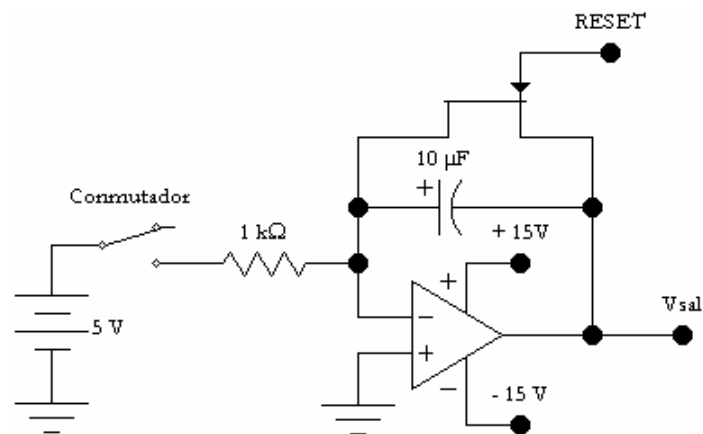 RESET
10 µF
+
Conmutador
+ 15V
1 kΩ
+
Vsal
5 V
−
+
−
- 15 V